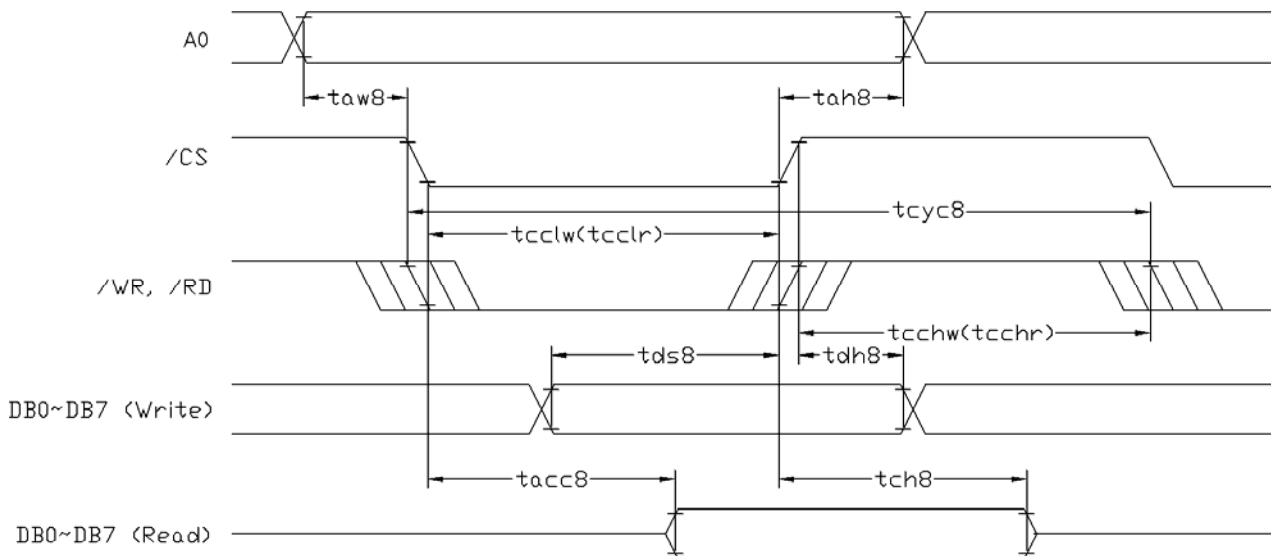 A0
taw8
tah8
/CS
tcyc8
tcclw(tcclr)
/WR, /RD
tcchw(tcchr)
tds8
tdh8
DB0~DB7 (Write)
tacc8
tch8
DB0~DB7 (Read)